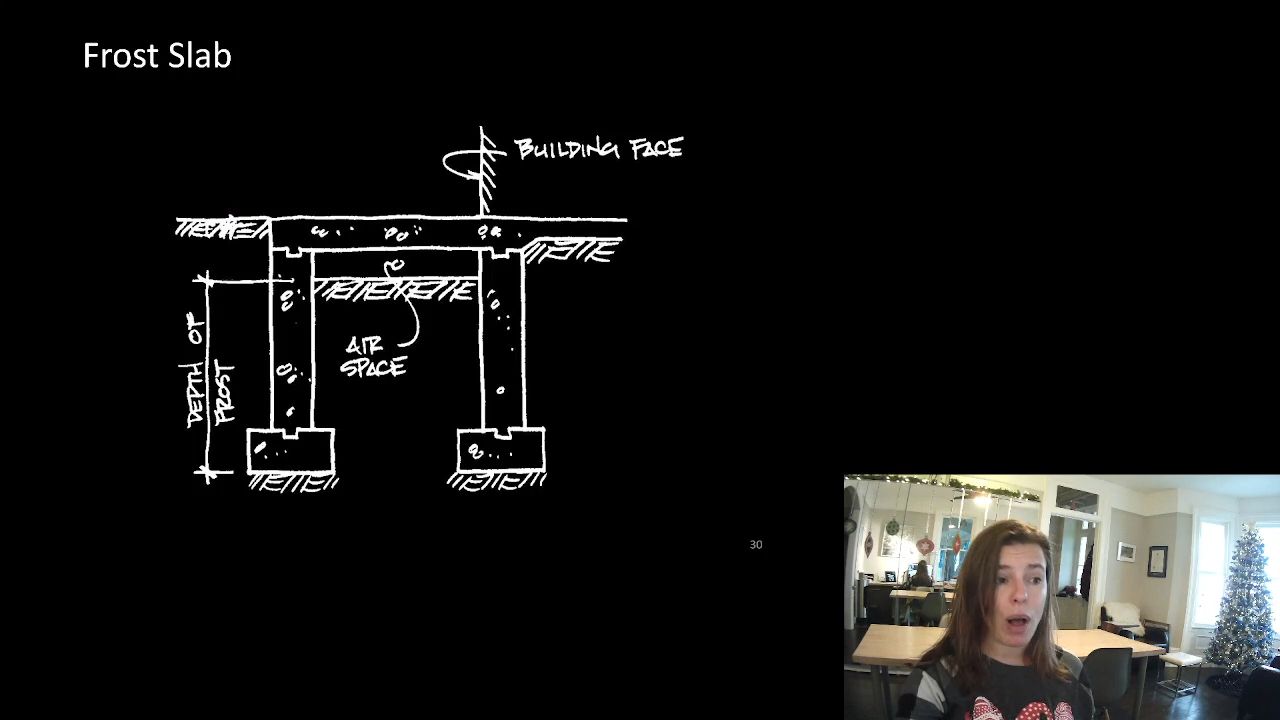 Frost Slab
BUILDING FACE
AIR
SPACE
DEPTH OF
FROST
30